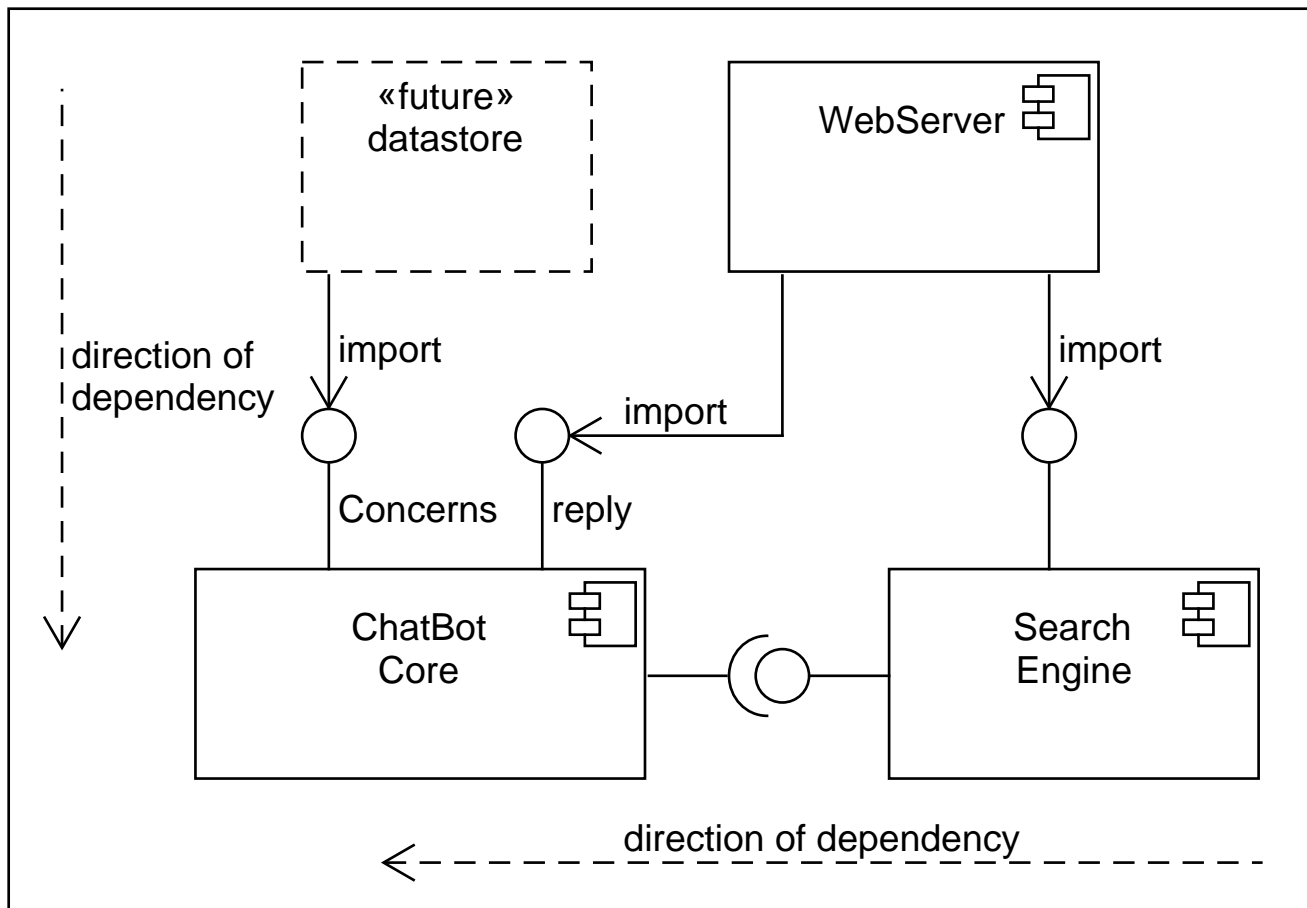 «future»
datastore
WebServer
direction of
dependency
import
import
import
Concerns
reply
ChatBot
Core
Search
Engine
direction of dependency